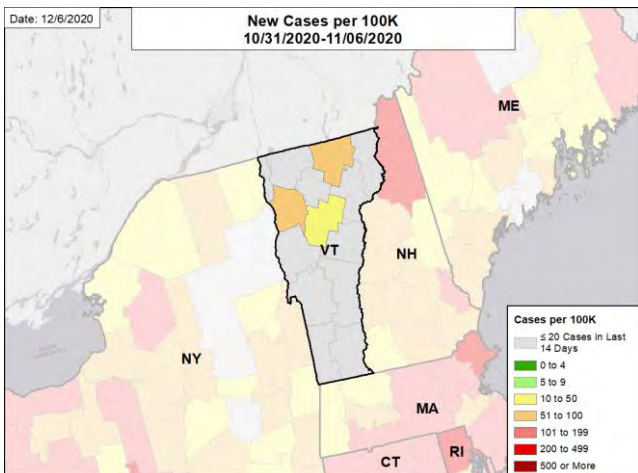 Date: 12/6/2020
New Cases per 100K
10/31/2020-11/06/2020
ME
VT
NH
NY
MA
CT
RI
Cases per 100K
≤ 20 Cases in Last
14 Days
0 to 4
5 to 9
10 to 50
51 to 100
101 to 199
200 to 499
500 or More